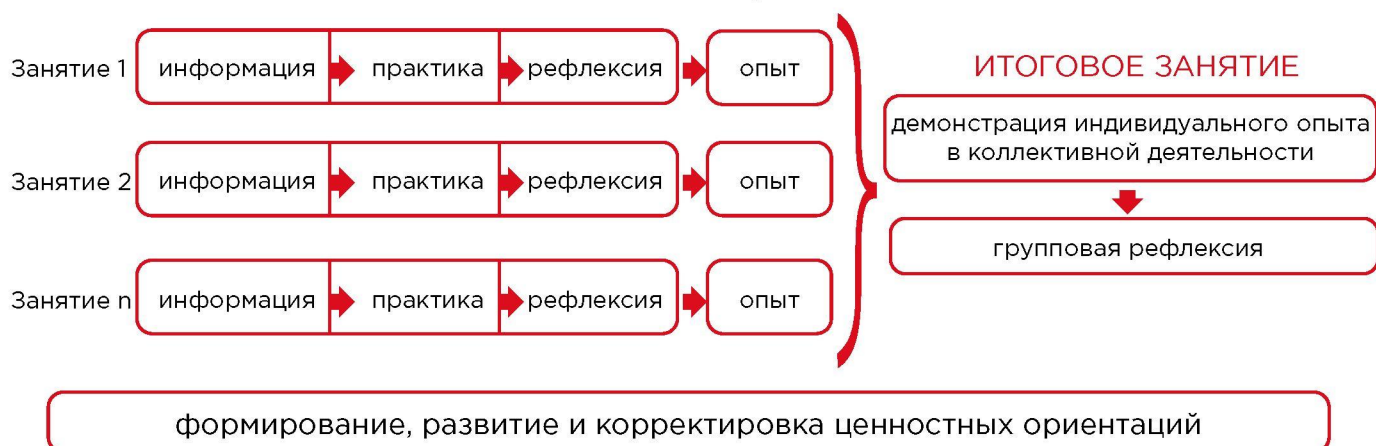 Занятие 1 информация практика рефлексия опыт
ИТОГОВОЕ ЗАНЯТИЕ
демонстрация индивидуального опыта
в коллективной деятельности
Занятие 2 информация практика рефлексия опыт
групповая рефлексия
Занятие n информация практика рефлексия опыт
формирование, развитие и корректировка ценностных ориентаций